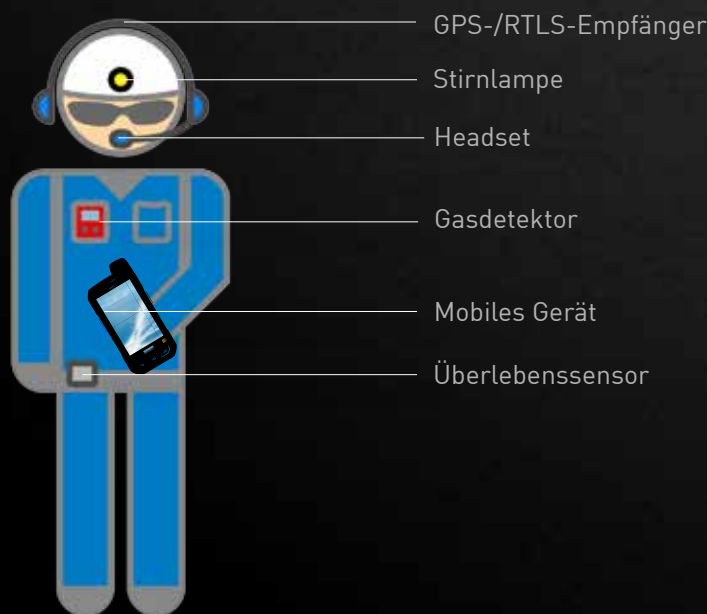 GPS-/RTLS-Empfänger
Stirnlampe
Headset
Gasdetektor
Mobiles Gerät
Überlebenssensor